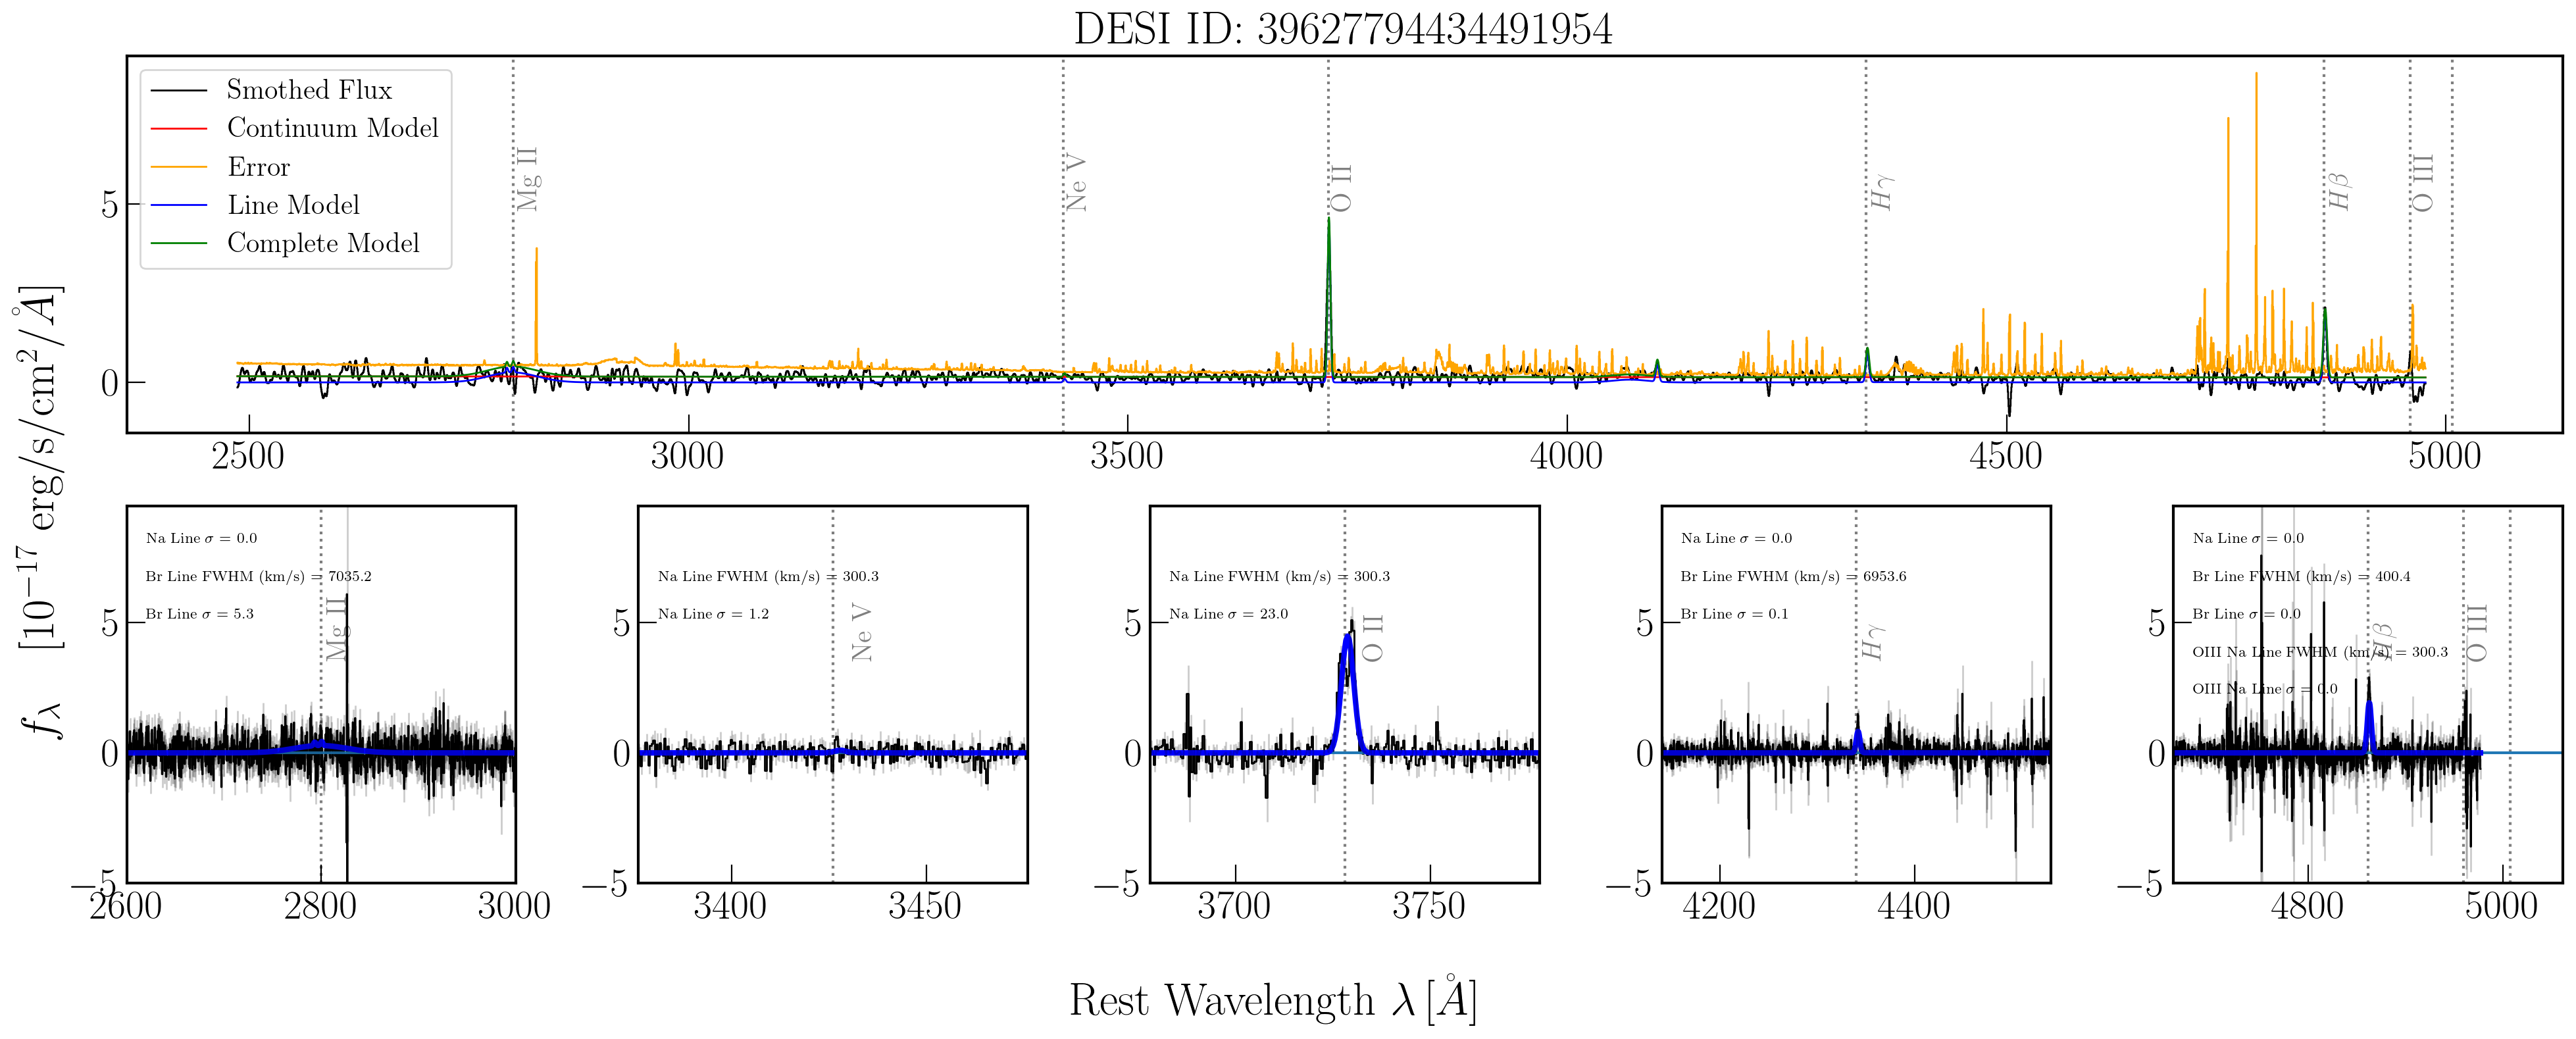 DESI ID: 39627794434491954
Smothed Flux
Continuum Model
Error
Line Model
Complete Model
Mg II
Ne V
O II
Hγ
Hβ
O III
5
0
2500 3000 3500 4000 4500 5000
f_λ [10^{-17} erg/s/cm^2/Å]
Na Line σ = 0.0
Br Line FWHM (km/s) = 7035.2
Br Line σ = 5.3
Mg II
5
0
−5
2600 2800 3000
Na Line FWHM (km/s) = 300.3
Na Line σ = 1.2
Ne V
5
0
−5
3400 3450
Na Line FWHM (km/s) = 300.3
Na Line σ = 23.0
O II
5
0
−5
3700 3750
Na Line σ = 0.0
Br Line FWHM (km/s) = 6953.6
Br Line σ = 0.1
Hγ
5
0
−5
4200 4400
Na Line σ = 0.0
Br Line FWHM (km/s) = 400.4
Br Line σ = 0.0
OIII Na Line FWHM (km/s) = 300.3
OIII Na Line σ = 0.0
Hβ
O III
5
0
−5
4800 5000
Rest Wavelength λ [Å]